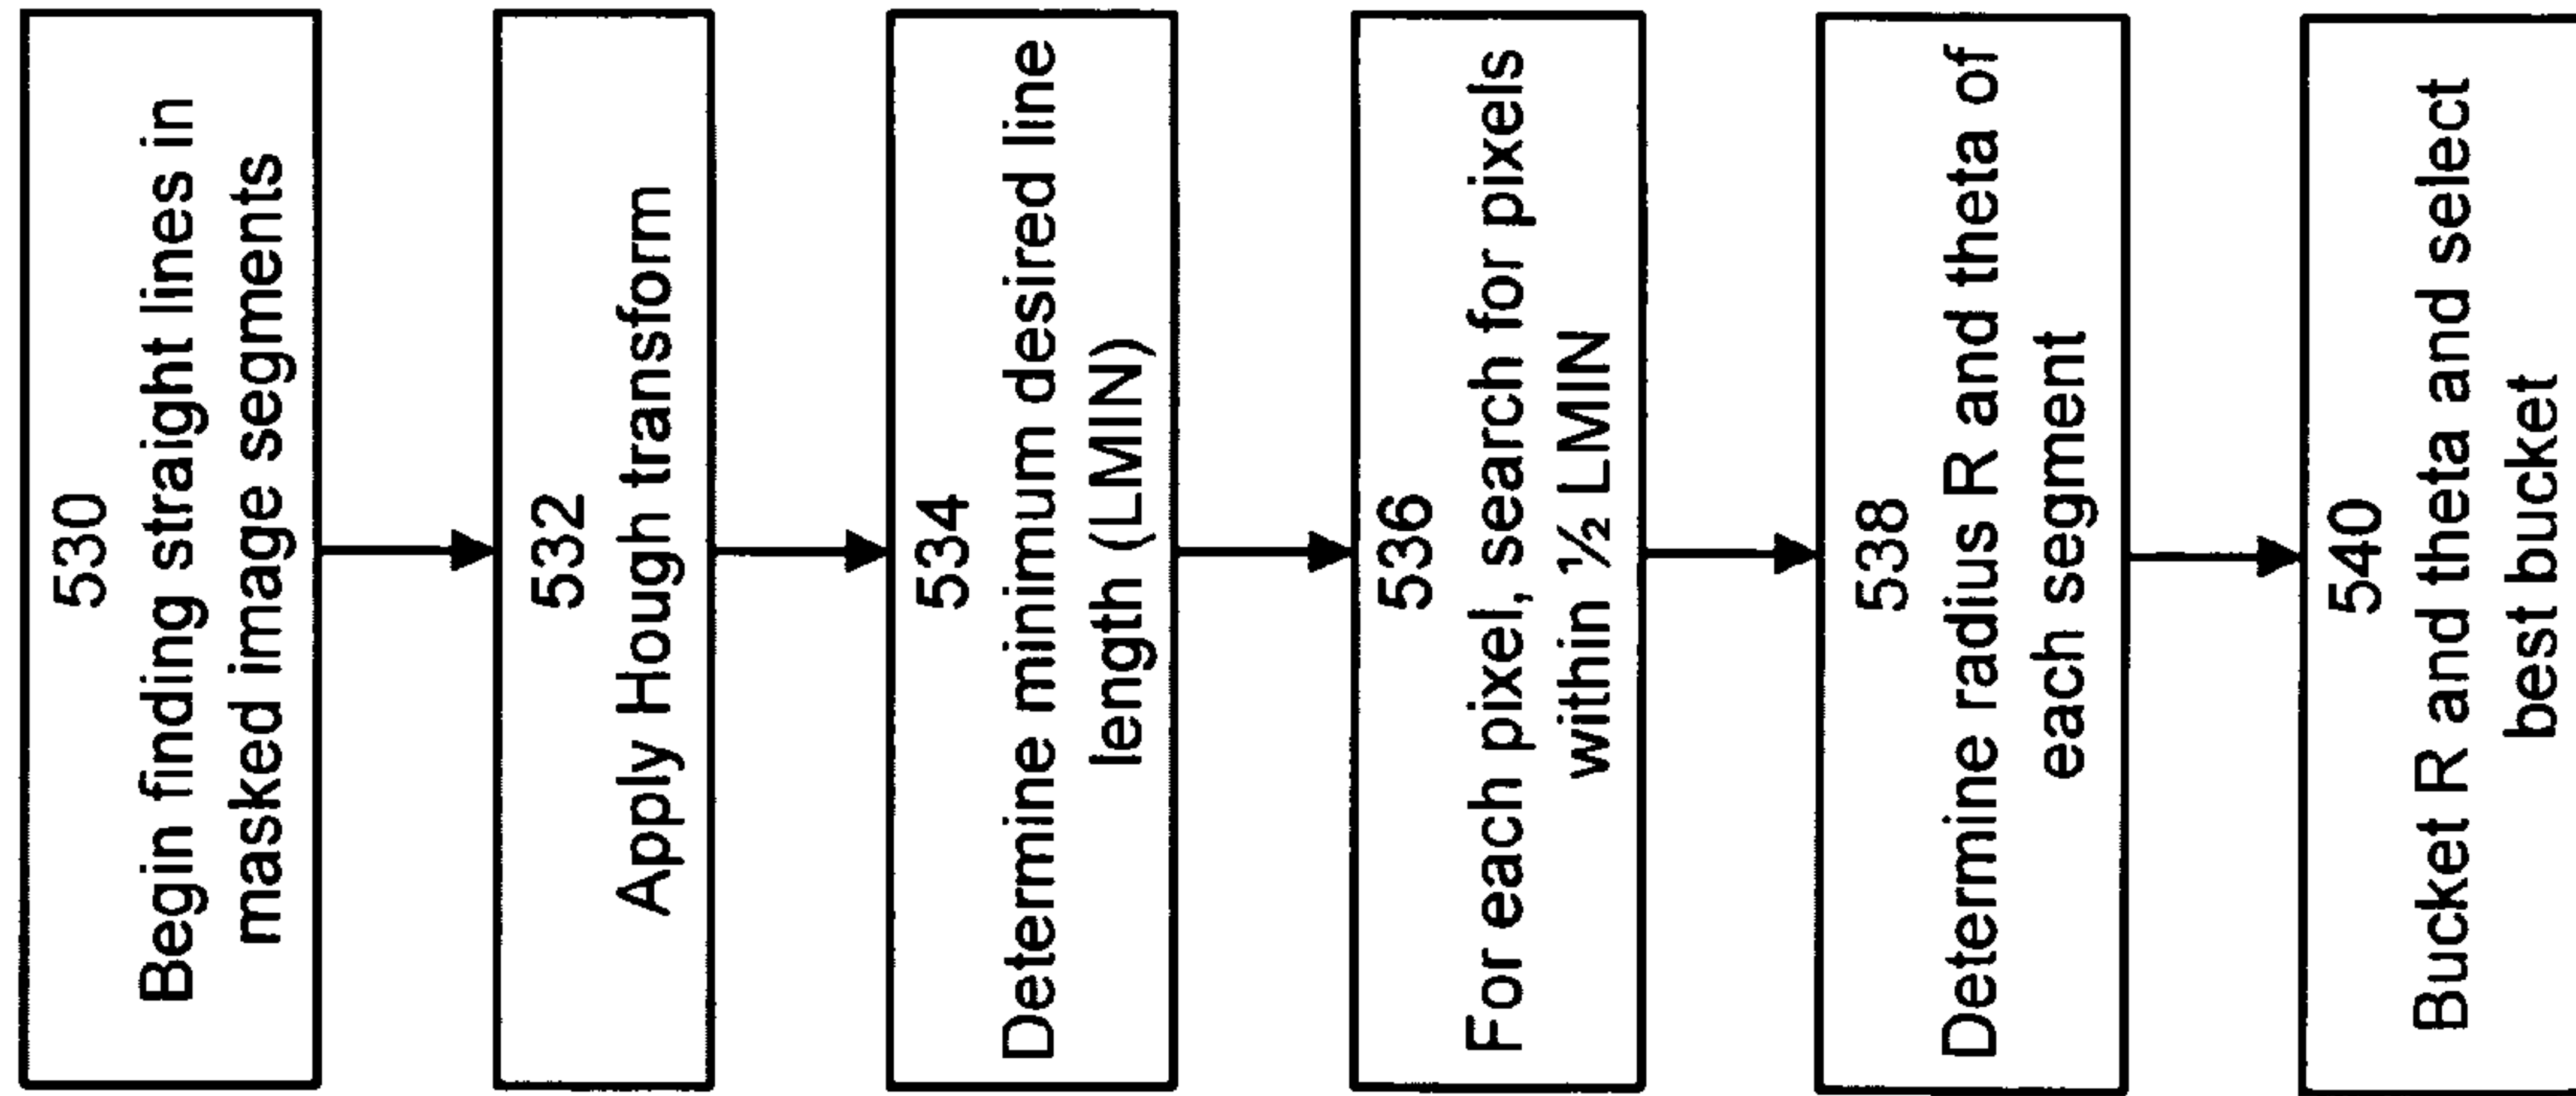 530
Begin finding straight lines in
masked image segments
532
Apply Hough transform
534
Determine minimum desired line
length (LMIN)
536
For each pixel, search for pixels
within ½ LMIN
538
Determine radius R and theta of
each segment
540
Bucket R and theta and select
best bucket